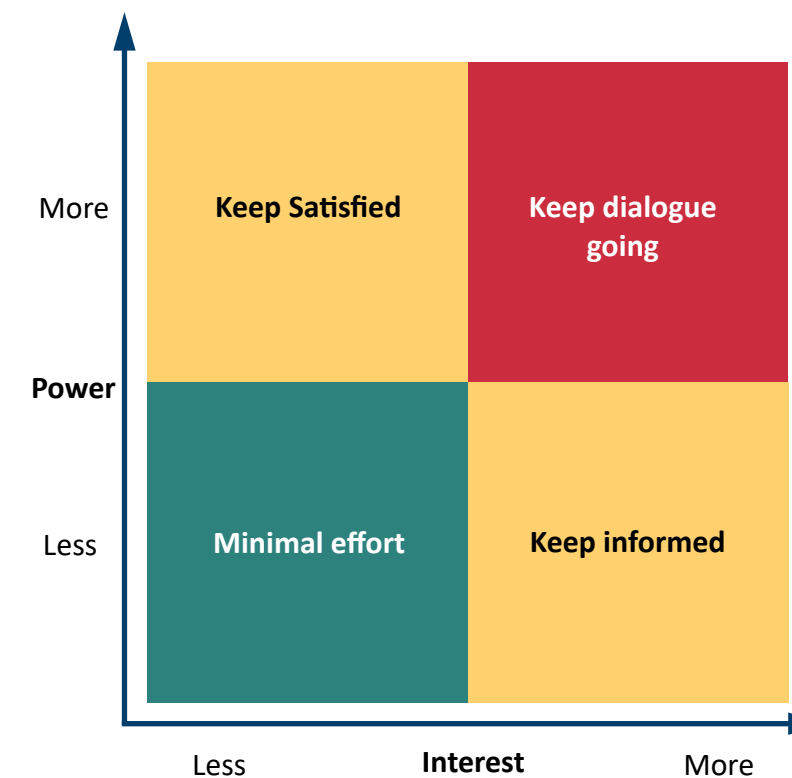 More
Keep Satisfied
Keep dialogue
going
Power
Less
Minimal effort
Keep informed
Less
Interest
More